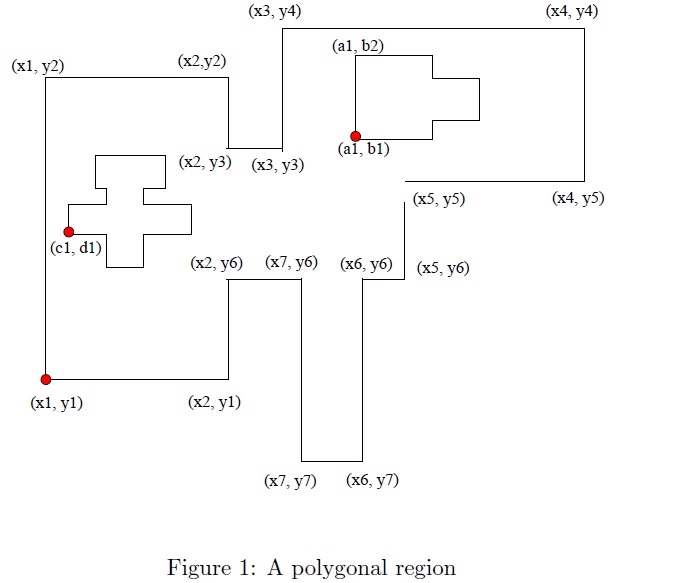 (x3, y4) (x4, y4)
(a1, b2)
(x1, y2) (x2,y2)
(a1, b1)
(x2, y3) (x3, y3)
(x5, y5) (x4, y5)
(c1, d1)
(x2, y6) (x7, y6) (x6, y6) (x5, y6)
(x1, y1) (x2, y1)
(x7, y7) (x6, y7)
Figure 1: A polygonal region